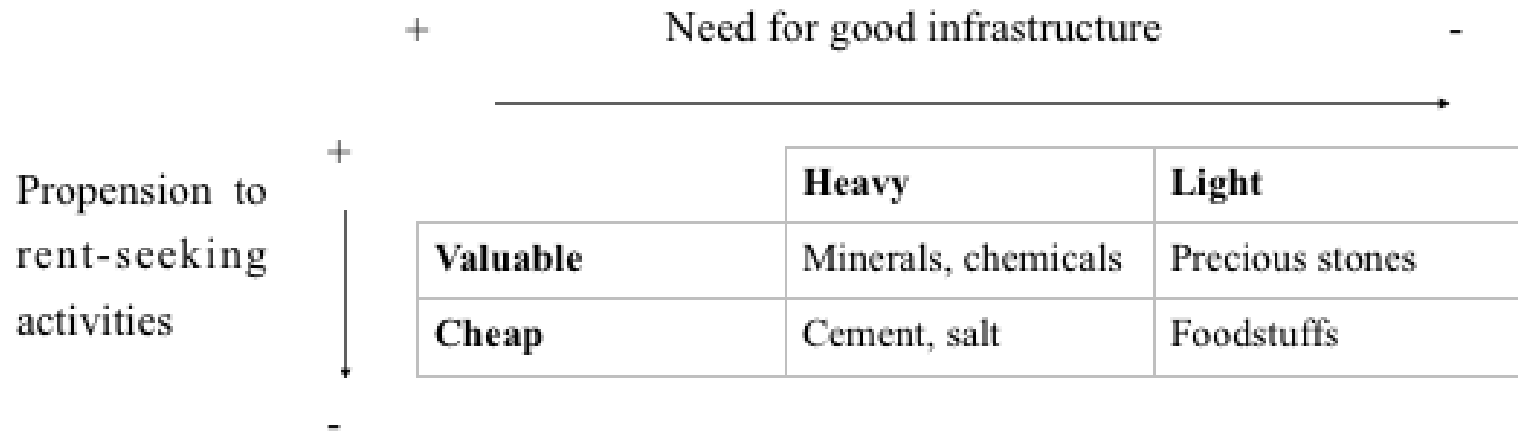 + Need for good infrastructure -
+
Propension to
rent-seeking
activities
Heavy Light
Valuable Minerals, chemicals Precious stones
Cheap Cement, salt Foodstuffs
-